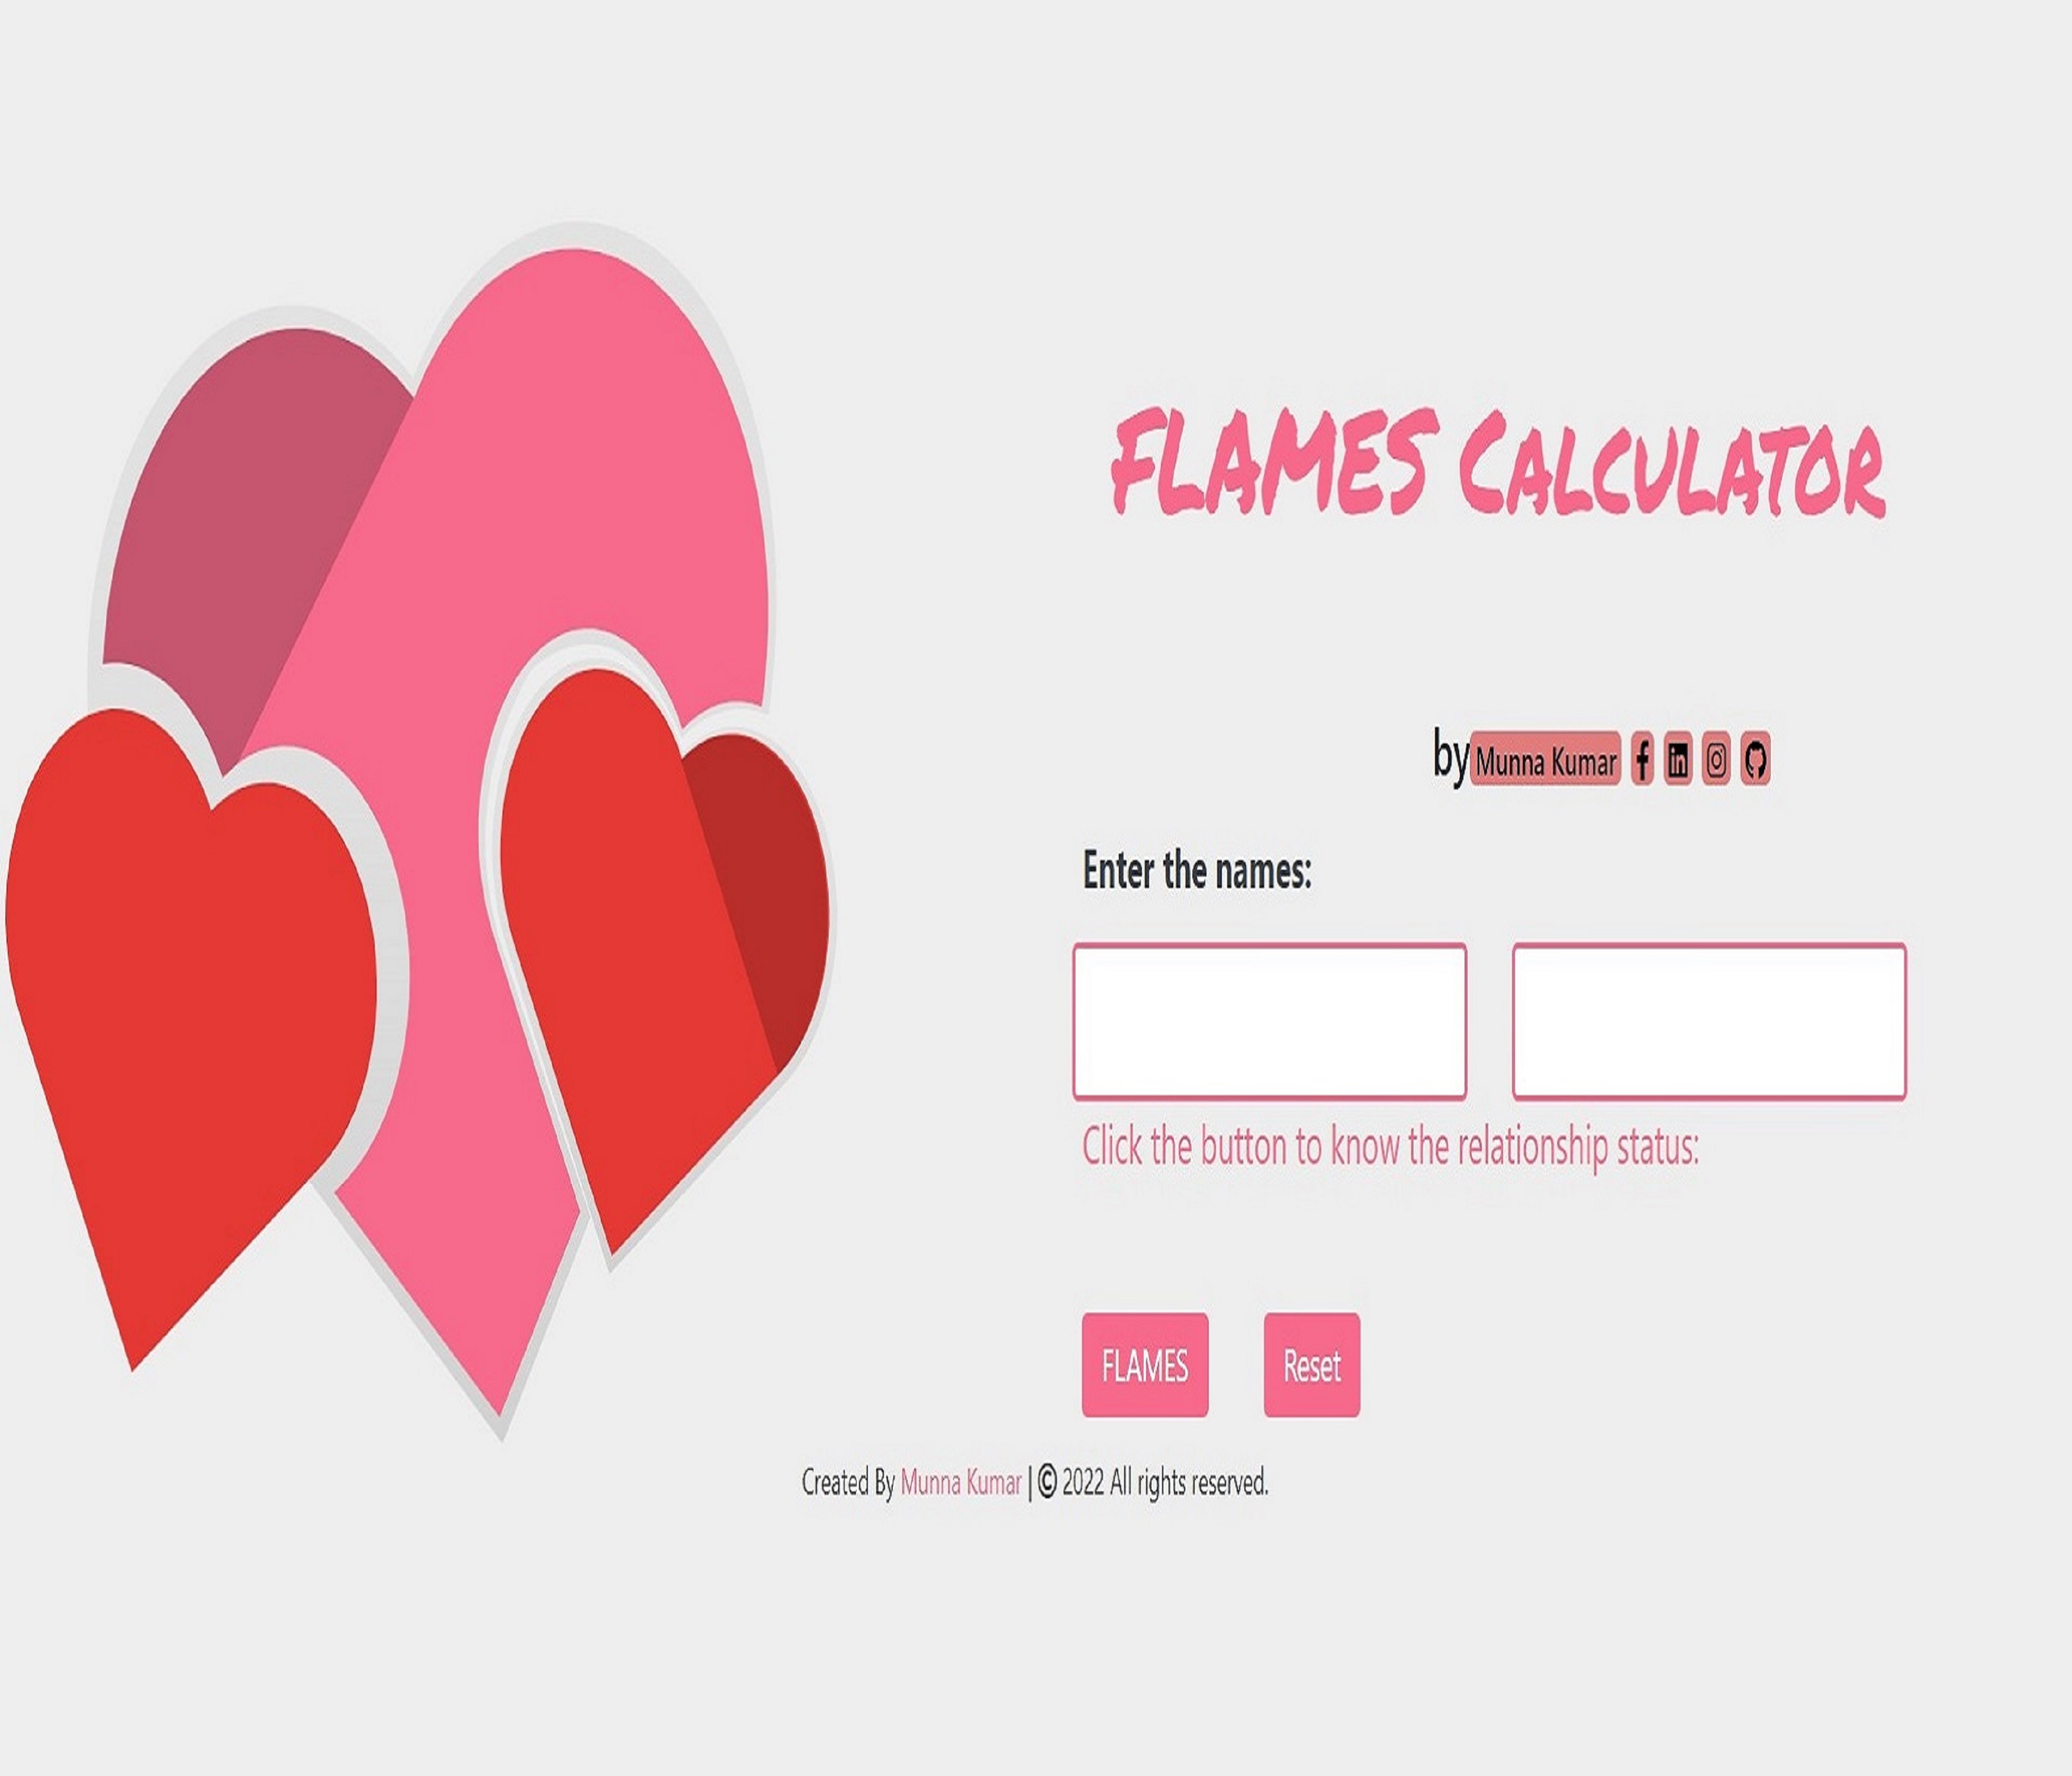 FLAMES CALCULATOR
by Munna Kumar
Enter the names:
Click the button to know the relationship status:
FLAMES Reset
Created By Munna Kumar | © 2022 All rights reserved.